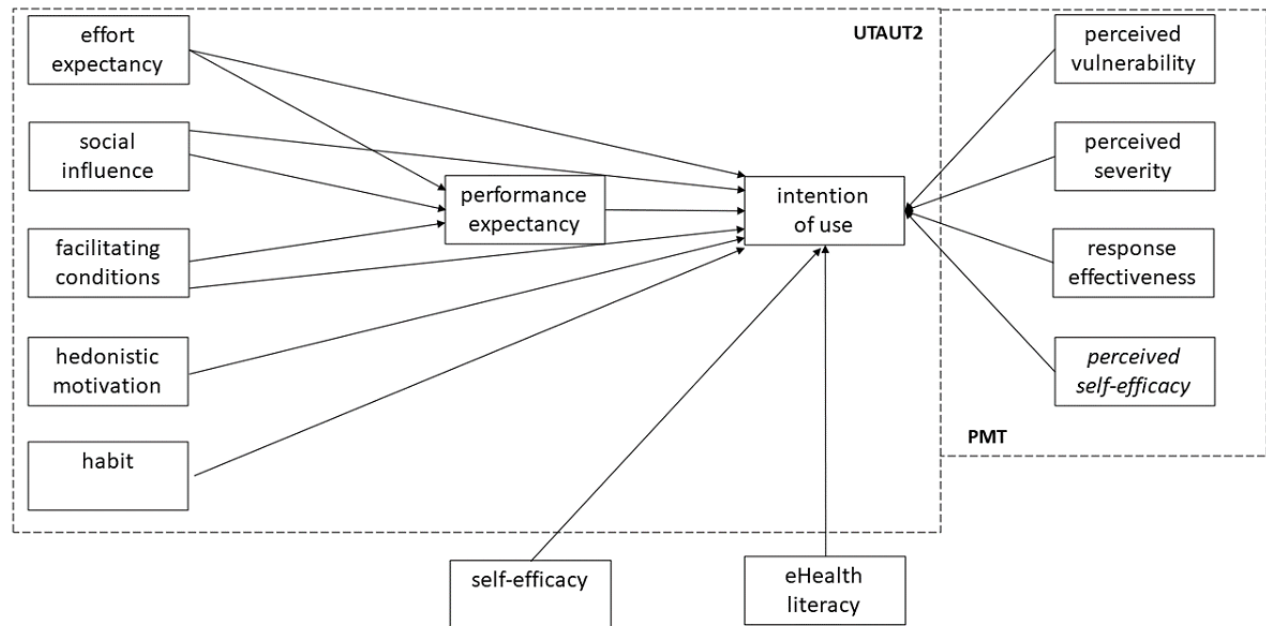 effort
expectancy
social
influence
facilitating
conditions
hedonistic
motivation
habit
performance
expectancy
UTAUT2
intention
of use
perceived
vulnerability
perceived
severity
response
effectiveness
perceived
self-efficacy
PMT
self-efficacy
eHealth
literacy